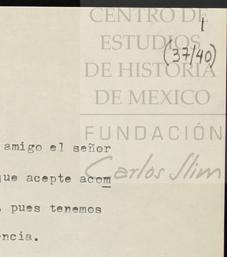 CENTRO DE
1
ESTUDIOS
(37/40)
DE HISTORIA
DE MEXICO
FUNDACIÓN
Carlos Slim
amigo el señor
que acepte acom
, pues tenemos
encia.